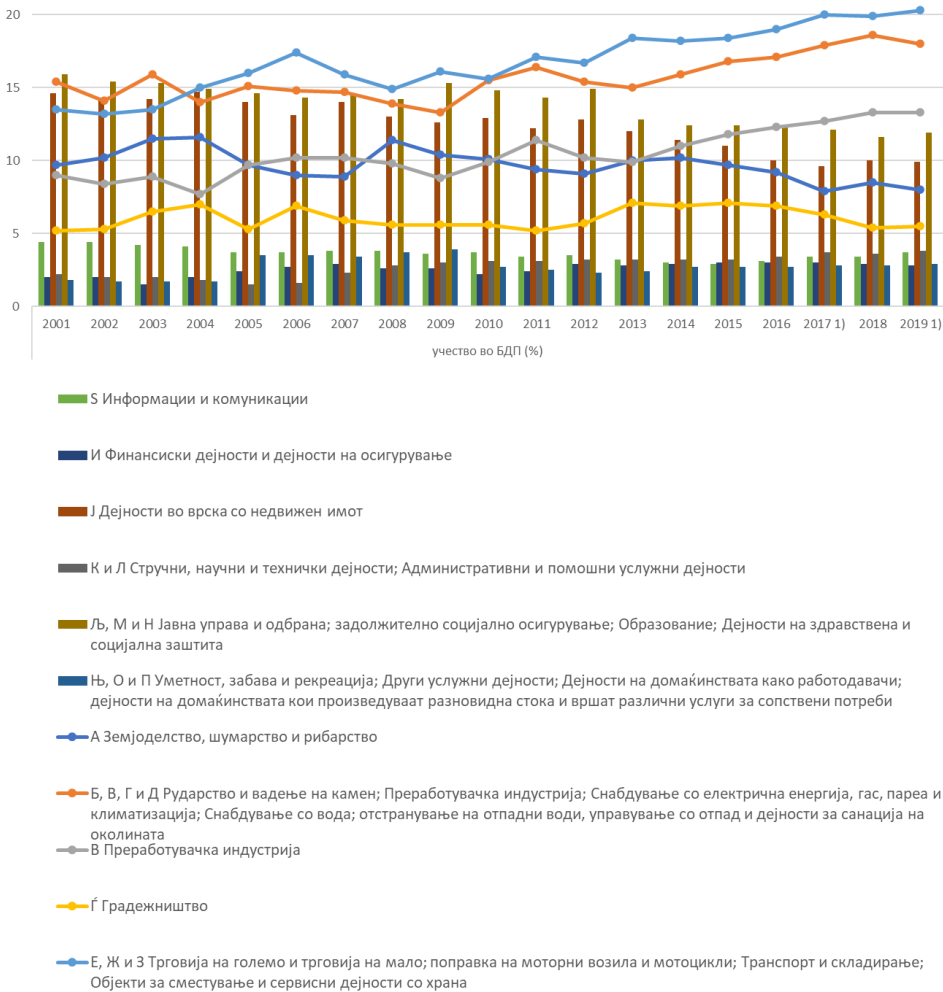 20
15
10
5
0
2001 2002 2003 2004 2005 2006 2007 2008 2009 2010 2011 2012 2013 2014 2015 2016 2017 1) 2018 2019 1)
учество во БДП (%)
Ѕ Информации и комуникации
И Финансиски дејности и дејности на осигурување
Ј Дејности во врска со недвижен имот
К и Л Стручни, научни и технички дејности; Административни и помошни услужни дејности
Љ, М и Н Јавна управа и одбрана; задолжително социјално осигурување; Образование; Дејности на здравствена и
социјална заштита
Њ, О и П Уметност, забава и рекреација; Други услужни дејности; Дејности на домаќинствата како работодавачи;
дејности на домаќинствата кои произведуваат разновидна стока и вршат различни услуги за сопствени потреби
А Земјоделство, шумарство и рибарство
Б, В, Г и Д Рударство и вадење на камен; Преработувачка индустрија; Снабдување со електрична енергија, гас, пареа и
климатизација; Снабдување со вода; отстранување на отпадни води, управување со отпад и дејности за санација на
околината
В Преработувачка индустрија
Ѓ Градежништво
Е, Ж и З Трговија на големо и трговија на мало; поправка на моторни возила и мотоцикли; Транспорт и складирање;
Објекти за сместување и сервисни дејности со храна